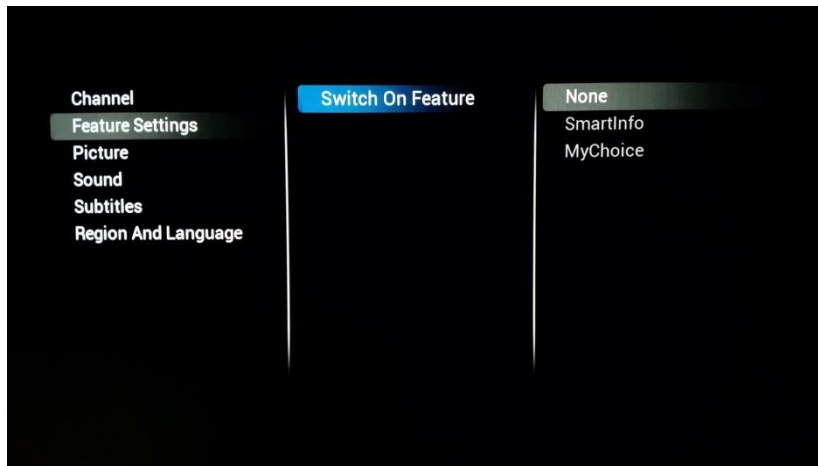 Channel
Feature Settings
Picture
Sound
Subtitles
Region And Language
Switch On Feature
None
SmartInfo
MyChoice